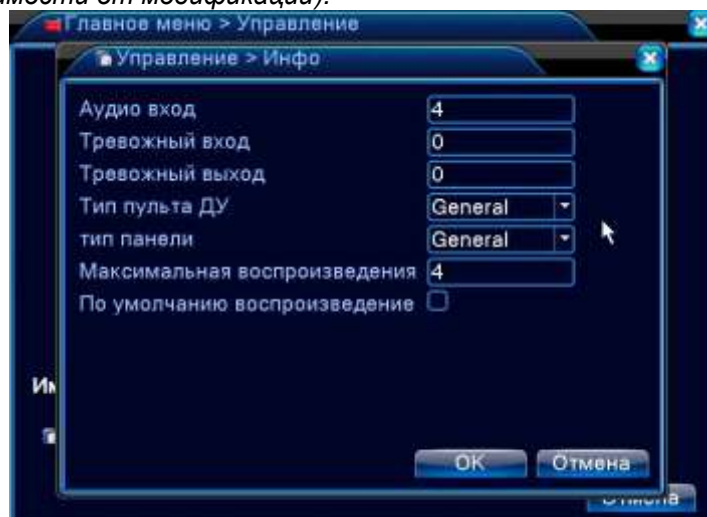 мости от модификации).
Главное меню > Управление
Управление > Инфо
Аудио вход 4
Тревожный вход 0
Тревожный выход 0
Тип пульта ДУ General
тип панели General
Максимальная воспроизведения 4
По умолчанию воспроизведение
OK Отмена
Отмена